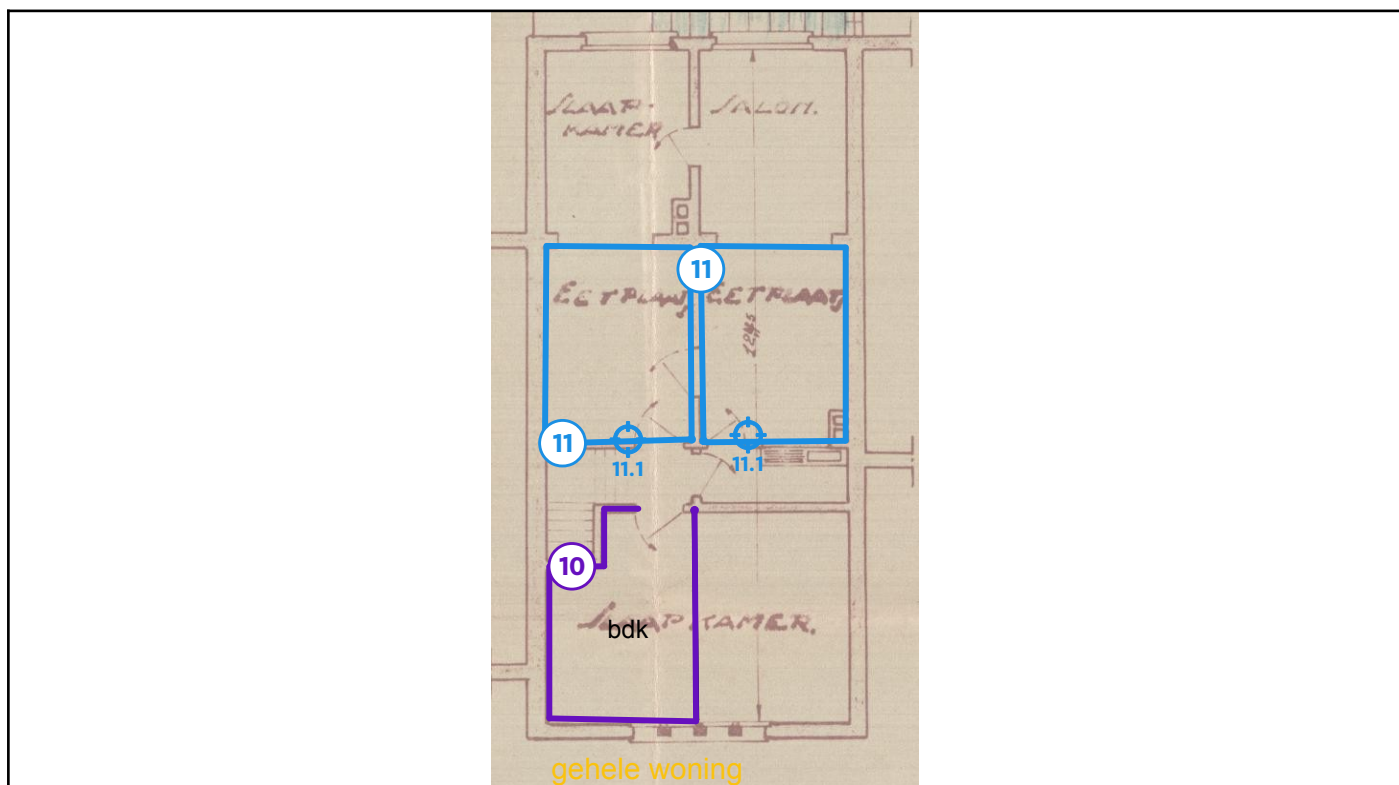 SLAAP-
KAMER
SALON.
11
EETPLAATS
EETPLAATS
11
11.1
11.1
10
SLAAPKAMER.
bdk
gehele woning